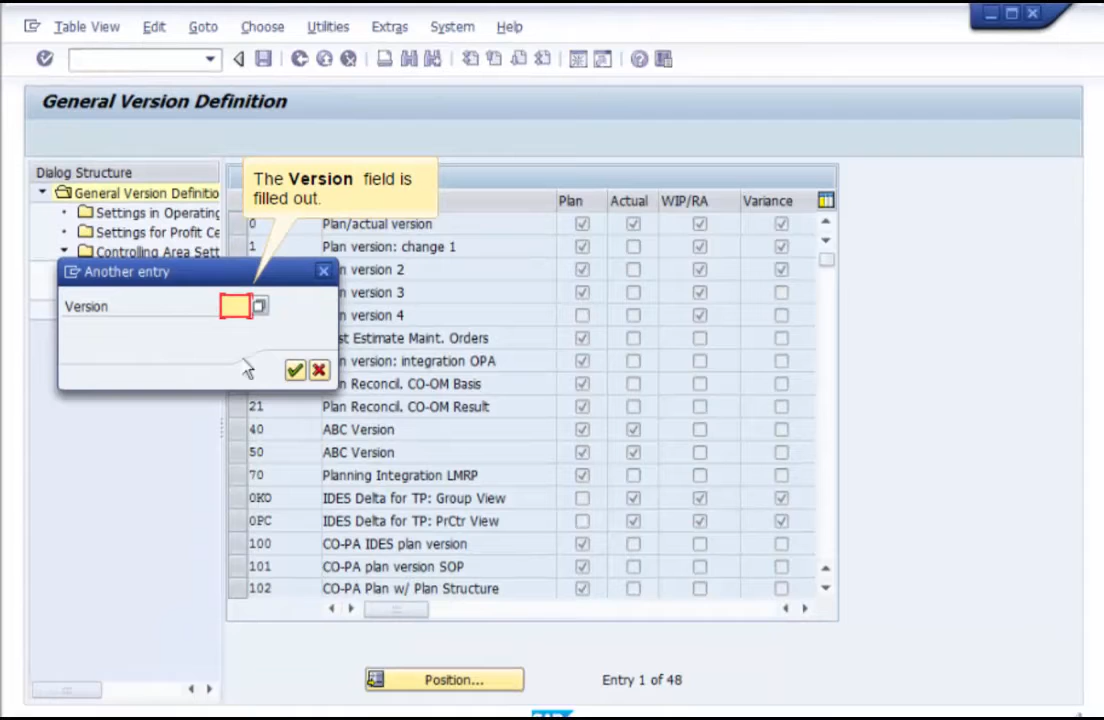 Table View Edit Goto Choose Utilities Extras System Help
General Version Definition
Dialog Structure
General Version Definitio
Settings in Operating
Settings for Profit Ce
Controlling Area Sett
The Version field is
filled out.
Another entry
Version
Plan Actual WIP/RA Variance
0 Plan/actual version
1 Plan version: change 1
n version 2
n version 3
n version 4
st Estimate Maint. Orders
n version: integration OPA
n Reconcil. CO-OM Basis
21 Plan Reconcil. CO-OM Result
40 ABC Version
50 ABC Version
70 Planning Integration LMRP
0KO IDES Delta for TP: Group View
0PC IDES Delta for TP: PrCtr View
100 CO-PA IDES plan version
101 CO-PA plan version SOP
102 CO-PA Plan w/ Plan Structure
Position...
Entry 1 of 48